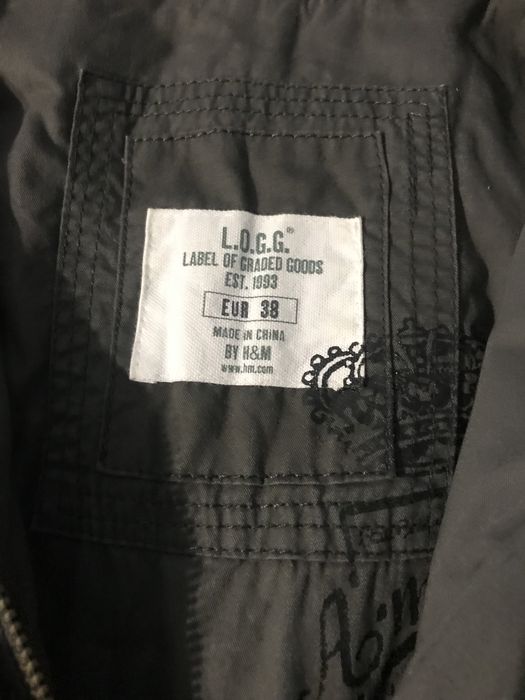 L.O.G.G.®
LABEL OF GRADED GOODS
EST. 1993
EUR 38
MADE IN CHINA
BY H&M
www.hm.com